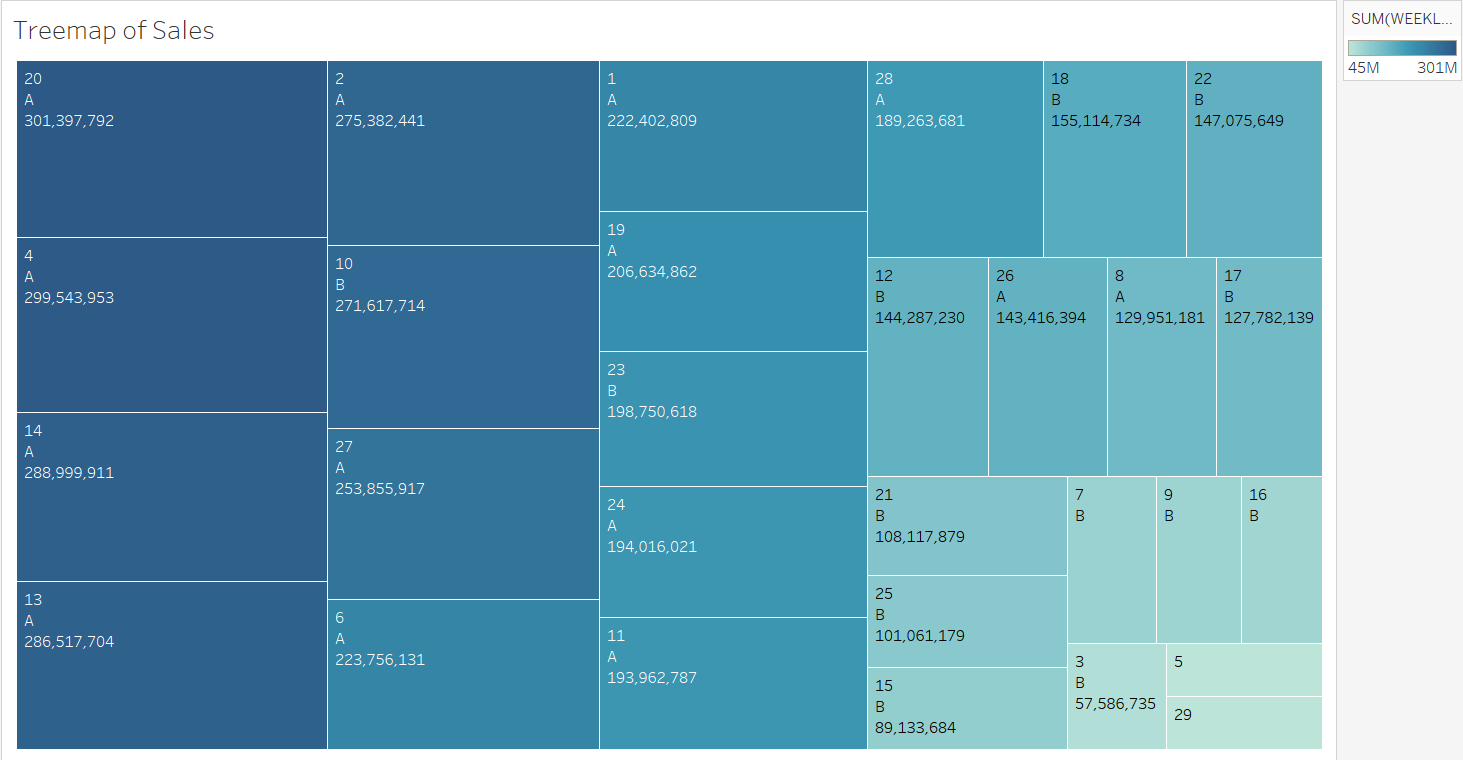 Treemap of Sales
20
A
301,397,792
4
A
299,543,953
14
A
288,999,911
13
A
286,517,704
2
A
275,382,441
10
B
271,617,714
27
A
253,855,917
6
A
223,756,131
1
A
222,402,809
19
A
206,634,862
23
B
198,750,618
24
A
194,016,021
11
A
193,962,787
28
A
189,263,681
18
B
155,114,734
22
B
147,075,649
12
B
144,287,230
26
A
143,416,394
8
A
129,951,181
17
B
127,782,139
21
B
108,117,879
25
B
101,061,179
15
B
89,133,684
7
B
9
B
16
B
3
B
57,586,735
5
29
SUM(WEEKL...
45M 301M